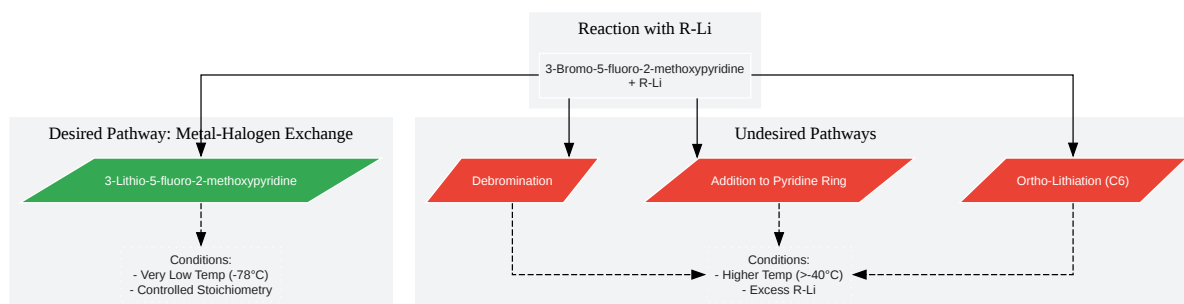 Reaction with R-Li
3-Bromo-5-fluoro-2-methoxypyridine
+ R-Li
Desired Pathway: Metal-Halogen Exchange
3-Lithio-5-fluoro-2-methoxypyridine
Conditions:
- Very Low Temp (-78°C)
- Controlled Stoichiometry
Undesired Pathways
Debromination
Addition to Pyridine Ring
Ortho-Lithiation (C6)
Conditions:
- Higher Temp (>-40°C)
- Excess R-Li